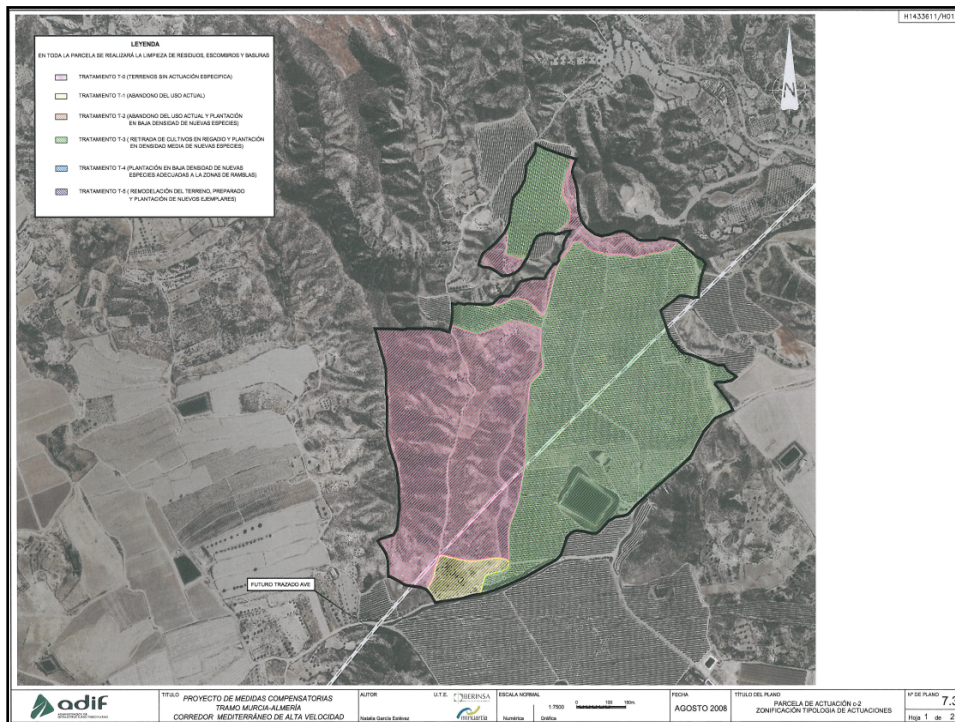 H1433611/H01
LEYENDA
EN TODA LA PARCELA SE REALIZARÁ LA LIMPIEZA DE RESIDUOS, ESCOMBROS Y BASURAS
TRATAMIENTO T-0 (TERRENOS SIN ACTUACIÓN ESPECIFICA)
TRATAMIENTO T-1 (ABANDONO DEL USO ACTUAL)
TRATAMIENTO T-2 (ABANDONO DEL USO ACTUAL Y PLANTACIÓN
EN BAJA DENSIDAD DE NUEVAS ESPECIES)
TRATAMIENTO T-3 ( RETIRADA DE CULTIVOS EN REGADIO Y PLANTACIÓN
EN DENSIDAD MEDIA DE NUEVAS ESPECIES)
TRATAMIENTO T-4 (PLANTACIÓN EN BAJA DENSIDAD DE NUEVAS
ESPECIES ADECUADAS A LA ZONAS DE RAMBLAS)
TRATAMIENTO T-5 ( REMODELACIÓN DEL TERRENO, PREPARADO
Y PLANTACIÓN DE NUEVOS EJEMPLARES)
N
FUTURO TRAZADO AVE
adif
TITULO
PROYECTO DE MEDIDAS COMPENSATORIAS
TRAMO MURCIA-ALMERÍA
CORREDOR MEDITERRÁNEO DE ALTA VELOCIDAD
AUTOR
Natalia García Estévez
U.T.E.
IBERINSA
minuartia
ESCALA NORMAL
1:7500
Numérica
Gráfica
FECHA
AGOSTO 2008
TÍTULO DEL PLANO
PARCELA DE ACTUACIÓN c-2
ZONIFICACIÓN TIPOLOGIA DE ACTUACIONES
Nº DE PLANO
7.3
Hoja 1 de 2